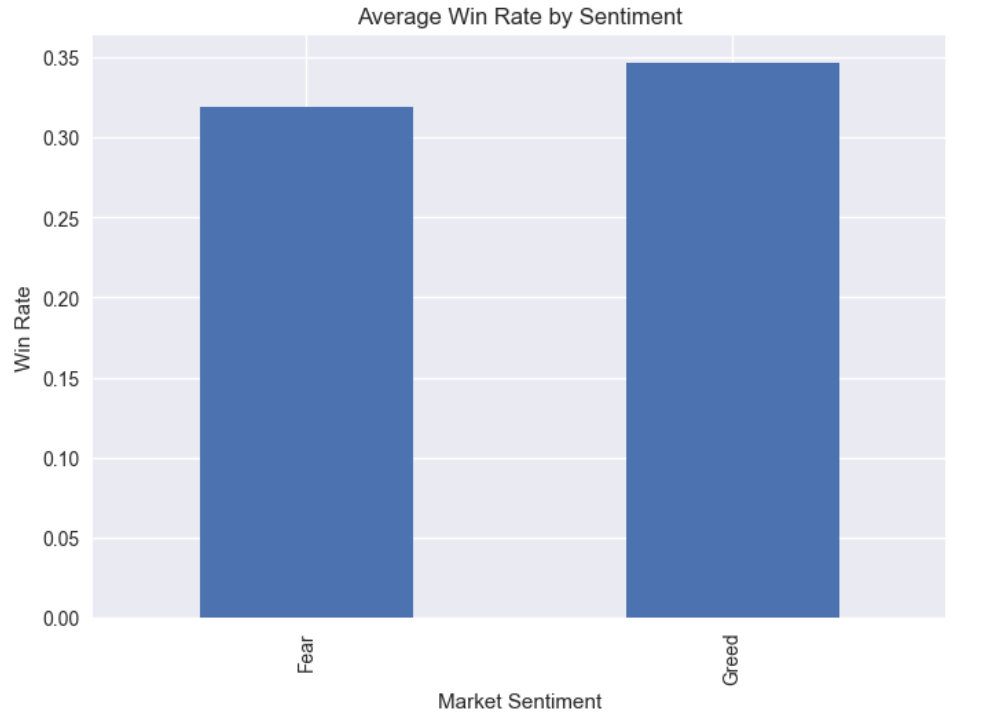 Average Win Rate by Sentiment
0.35
0.30
0.25
0.20
0.15
0.10
0.05
0.00
Win Rate
Fear
Greed
Market Sentiment